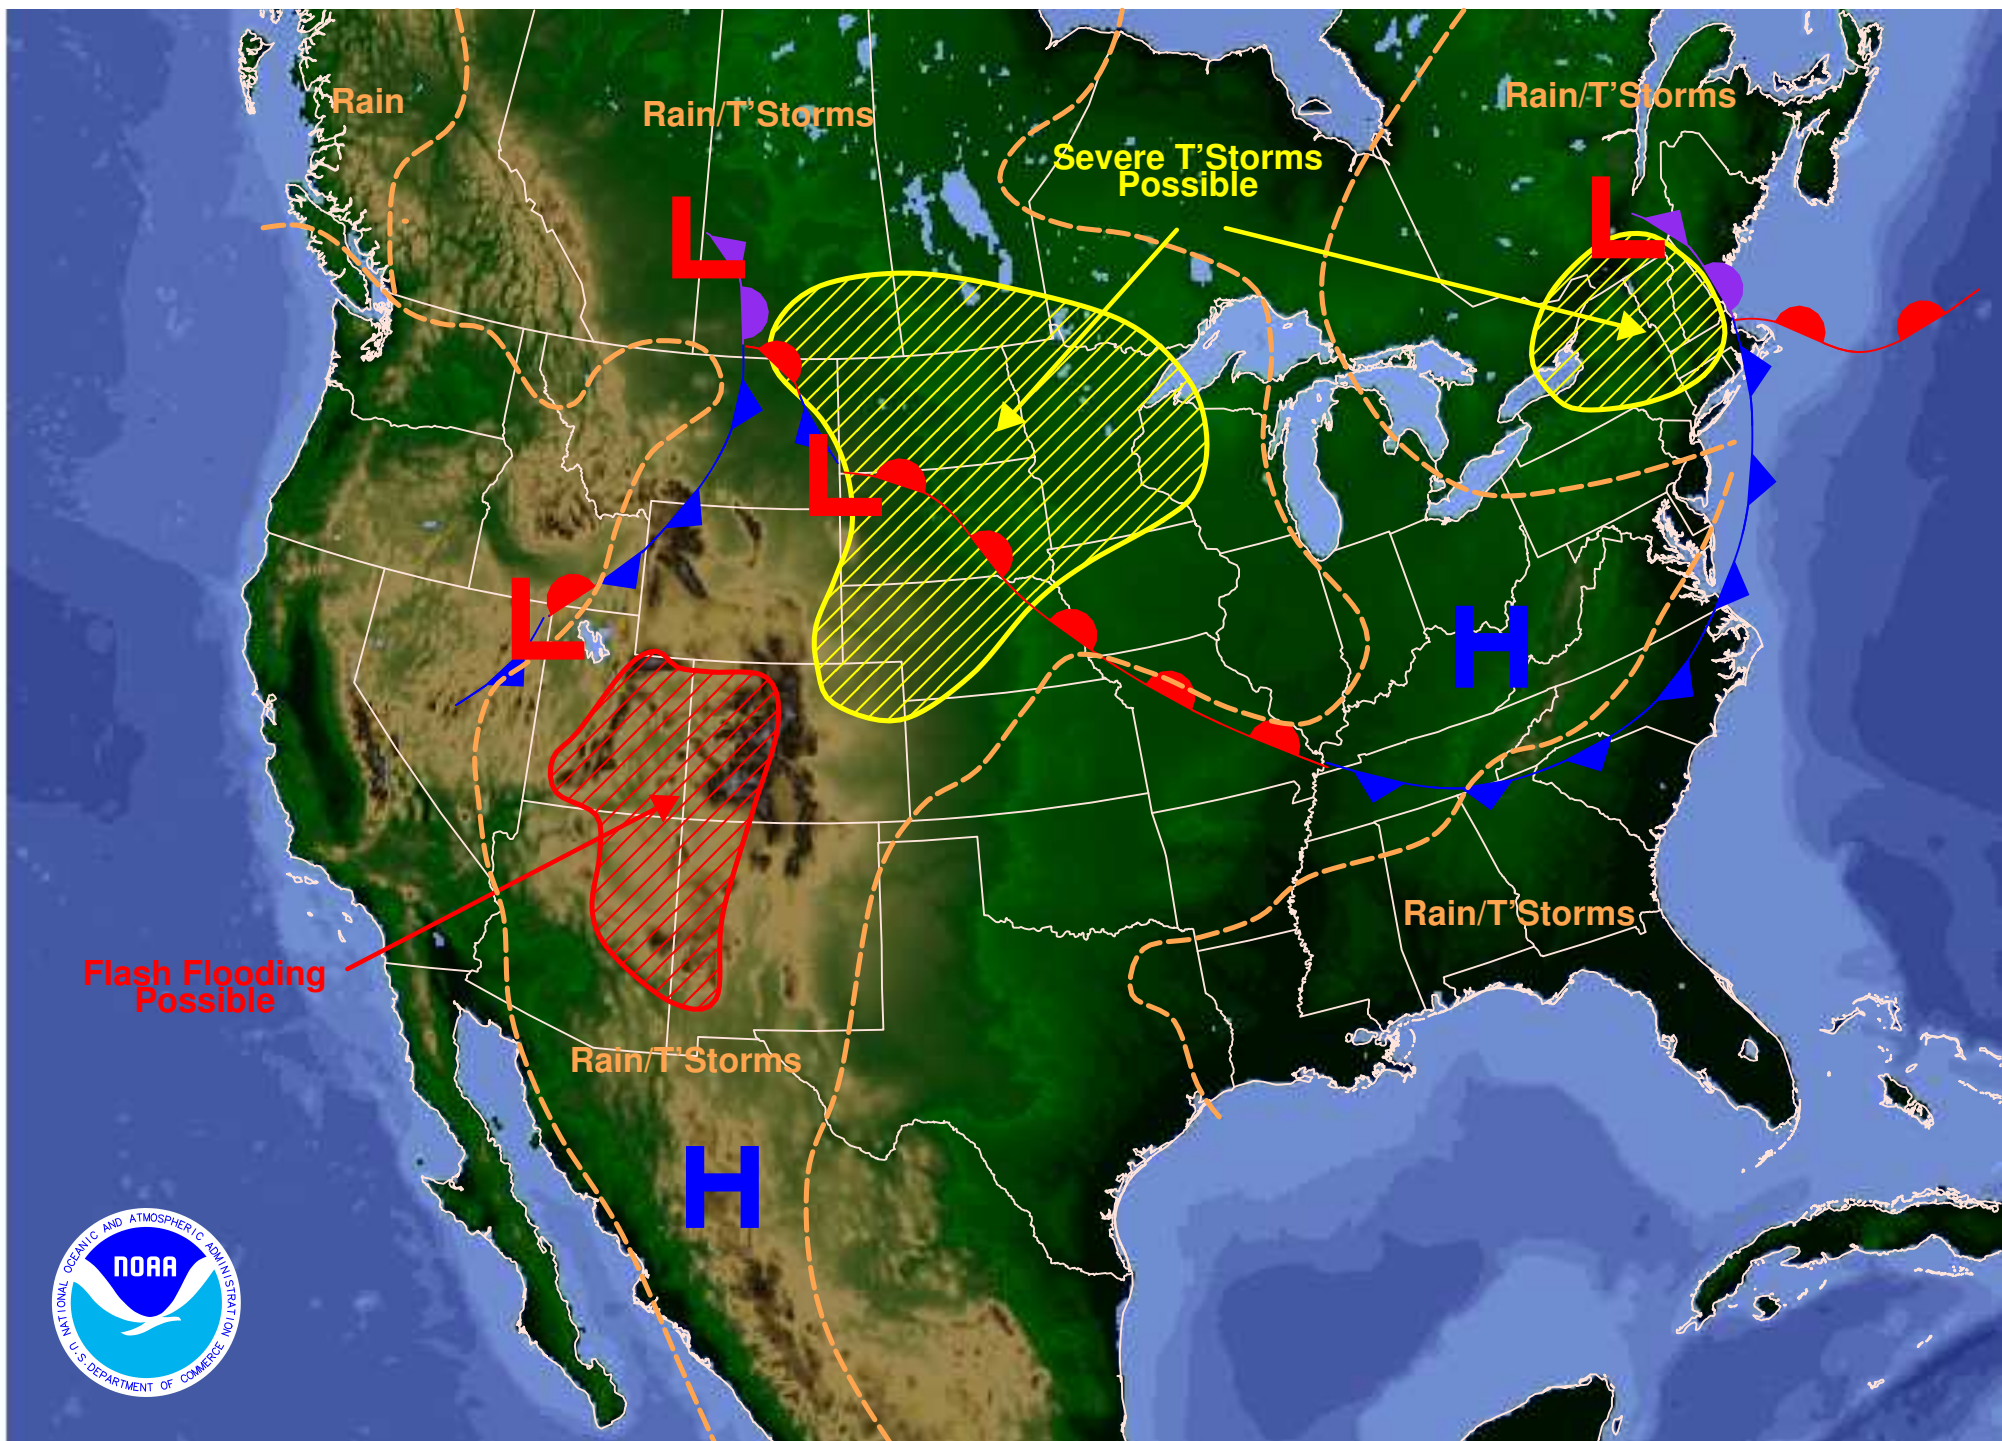 Rain
Rain/T'Storms
Rain/T'Storms
Severe T'Storms
Possible
L
L
L
L
H
Rain/T'Storms
Flash Flooding
Possible
Rain/T'Storms
H
NATIONAL OCEANIC AND ATMOSPHERIC ADMINISTRATION
NOAA
U.S. DEPARTMENT OF COMMERCE